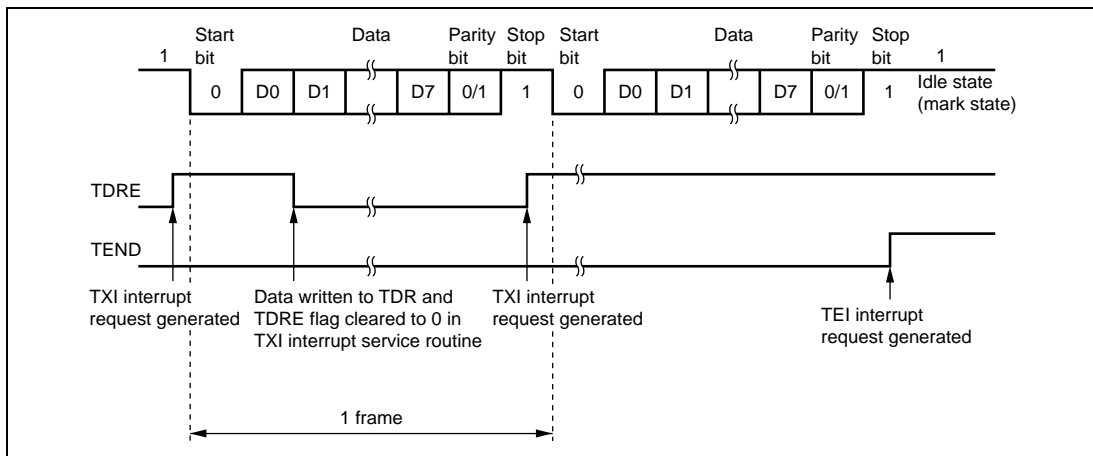 1 Start bit Data Parity bit Stop bit Start bit Data Parity bit Stop bit 1
0 D0 D1 D7 0/1 1 0 D0 D1 D7 0/1 1 Idle state (mark state)
TDRE
TEND
TXI interrupt
request generated
Data written to TDR and
TDRE flag cleared to 0 in
TXI interrupt service routine
TXI interrupt
request generated
TEI interrupt
request generated
1 frame